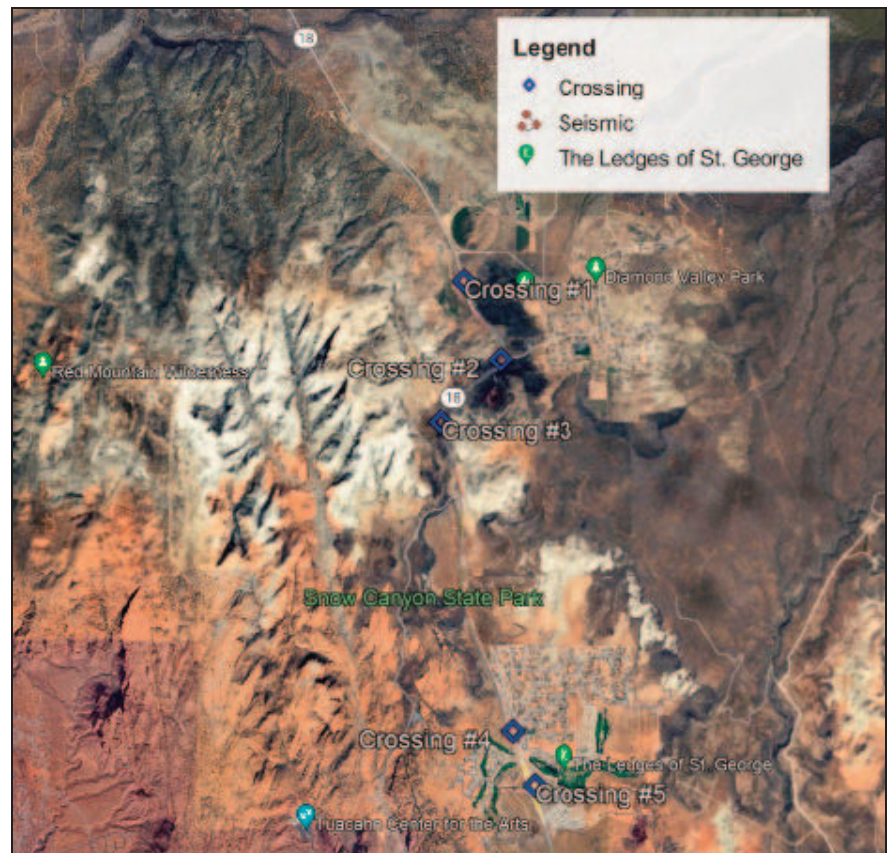 18
Legend
Crossing
Seismic
The Ledges of St. George
Crossing #1
Diamond Valley Park
Crossing #2
Red Mountain Wilderness
18
Crossing #3
Snow Canyon State Park
Crossing #4
The Ledges of St. George
Crossing #5
Tuacahn Center for the Arts